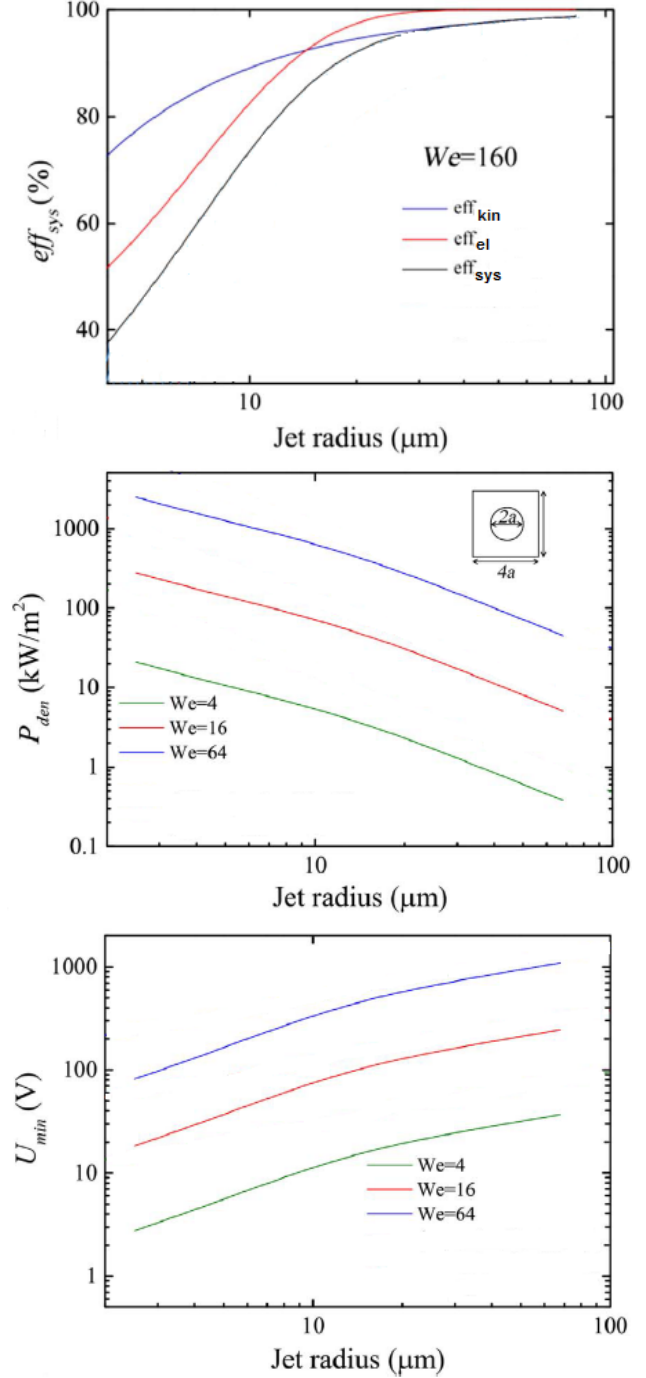 100
80
60
40
eff_sys (%)
We=160
eff_kin
eff_el
eff_sys
10
100
Jet radius (μm)
1000
100
10
1
0.1
P_den (kW/m²)
2a
4a
We=4
We=16
We=64
10
100
Jet radius (μm)
1000
100
10
1
U_min (V)
We=4
We=16
We=64
10
100
Jet radius (μm)